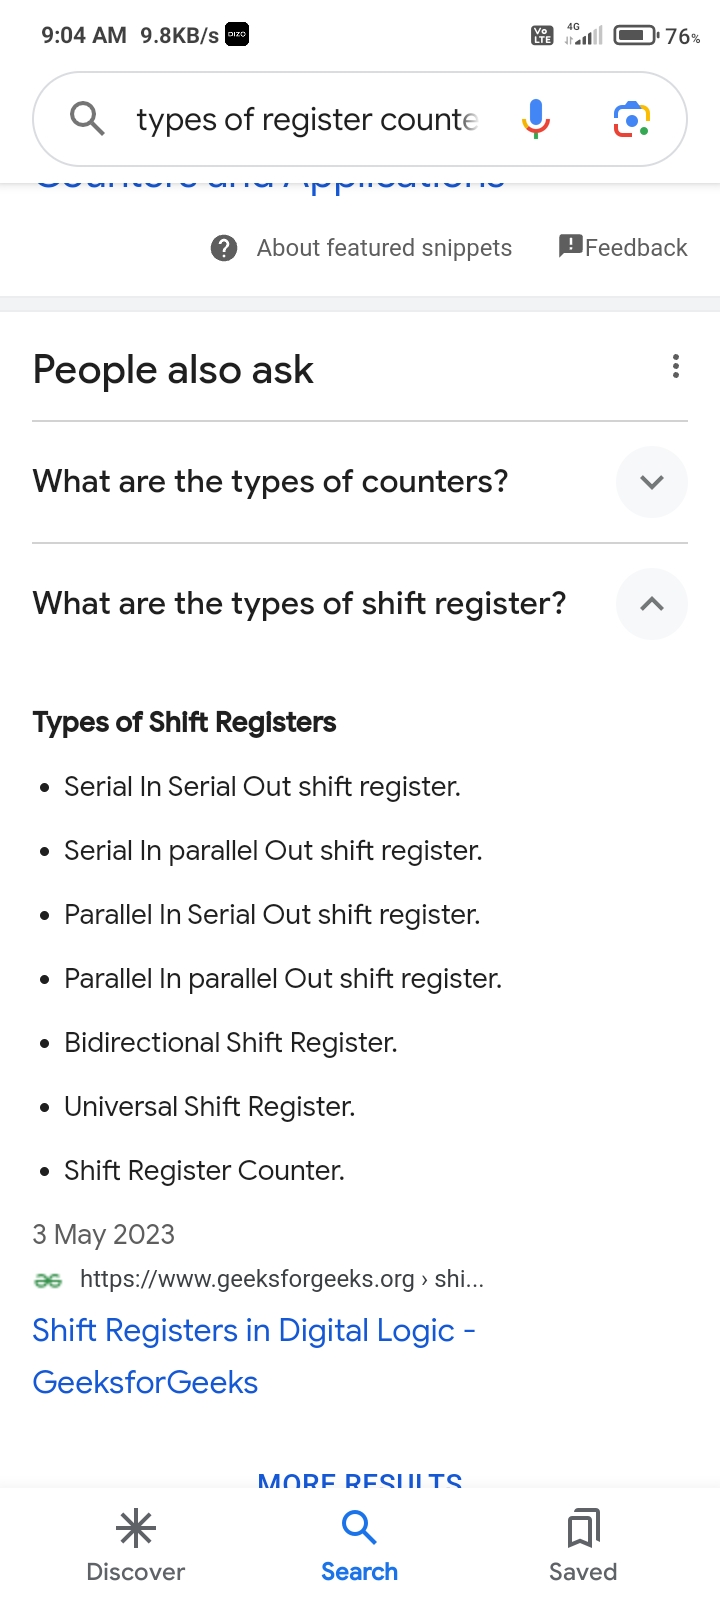 9:04 AM 9.8KB/s DIZO Vo LTE 4G 76%
types of register counte
Counters and Applications
About featured snippets Feedback
People also ask
What are the types of counters?
What are the types of shift register?
Types of Shift Registers
• Serial In Serial Out shift register.
• Serial In parallel Out shift register.
• Parallel In Serial Out shift register.
• Parallel In parallel Out shift register.
• Bidirectional Shift Register.
• Universal Shift Register.
• Shift Register Counter.
3 May 2023
https://www.geeksforgeeks.org › shi...
Shift Registers in Digital Logic -
GeeksforGeeks
MORE RESULTS
Discover Search Saved